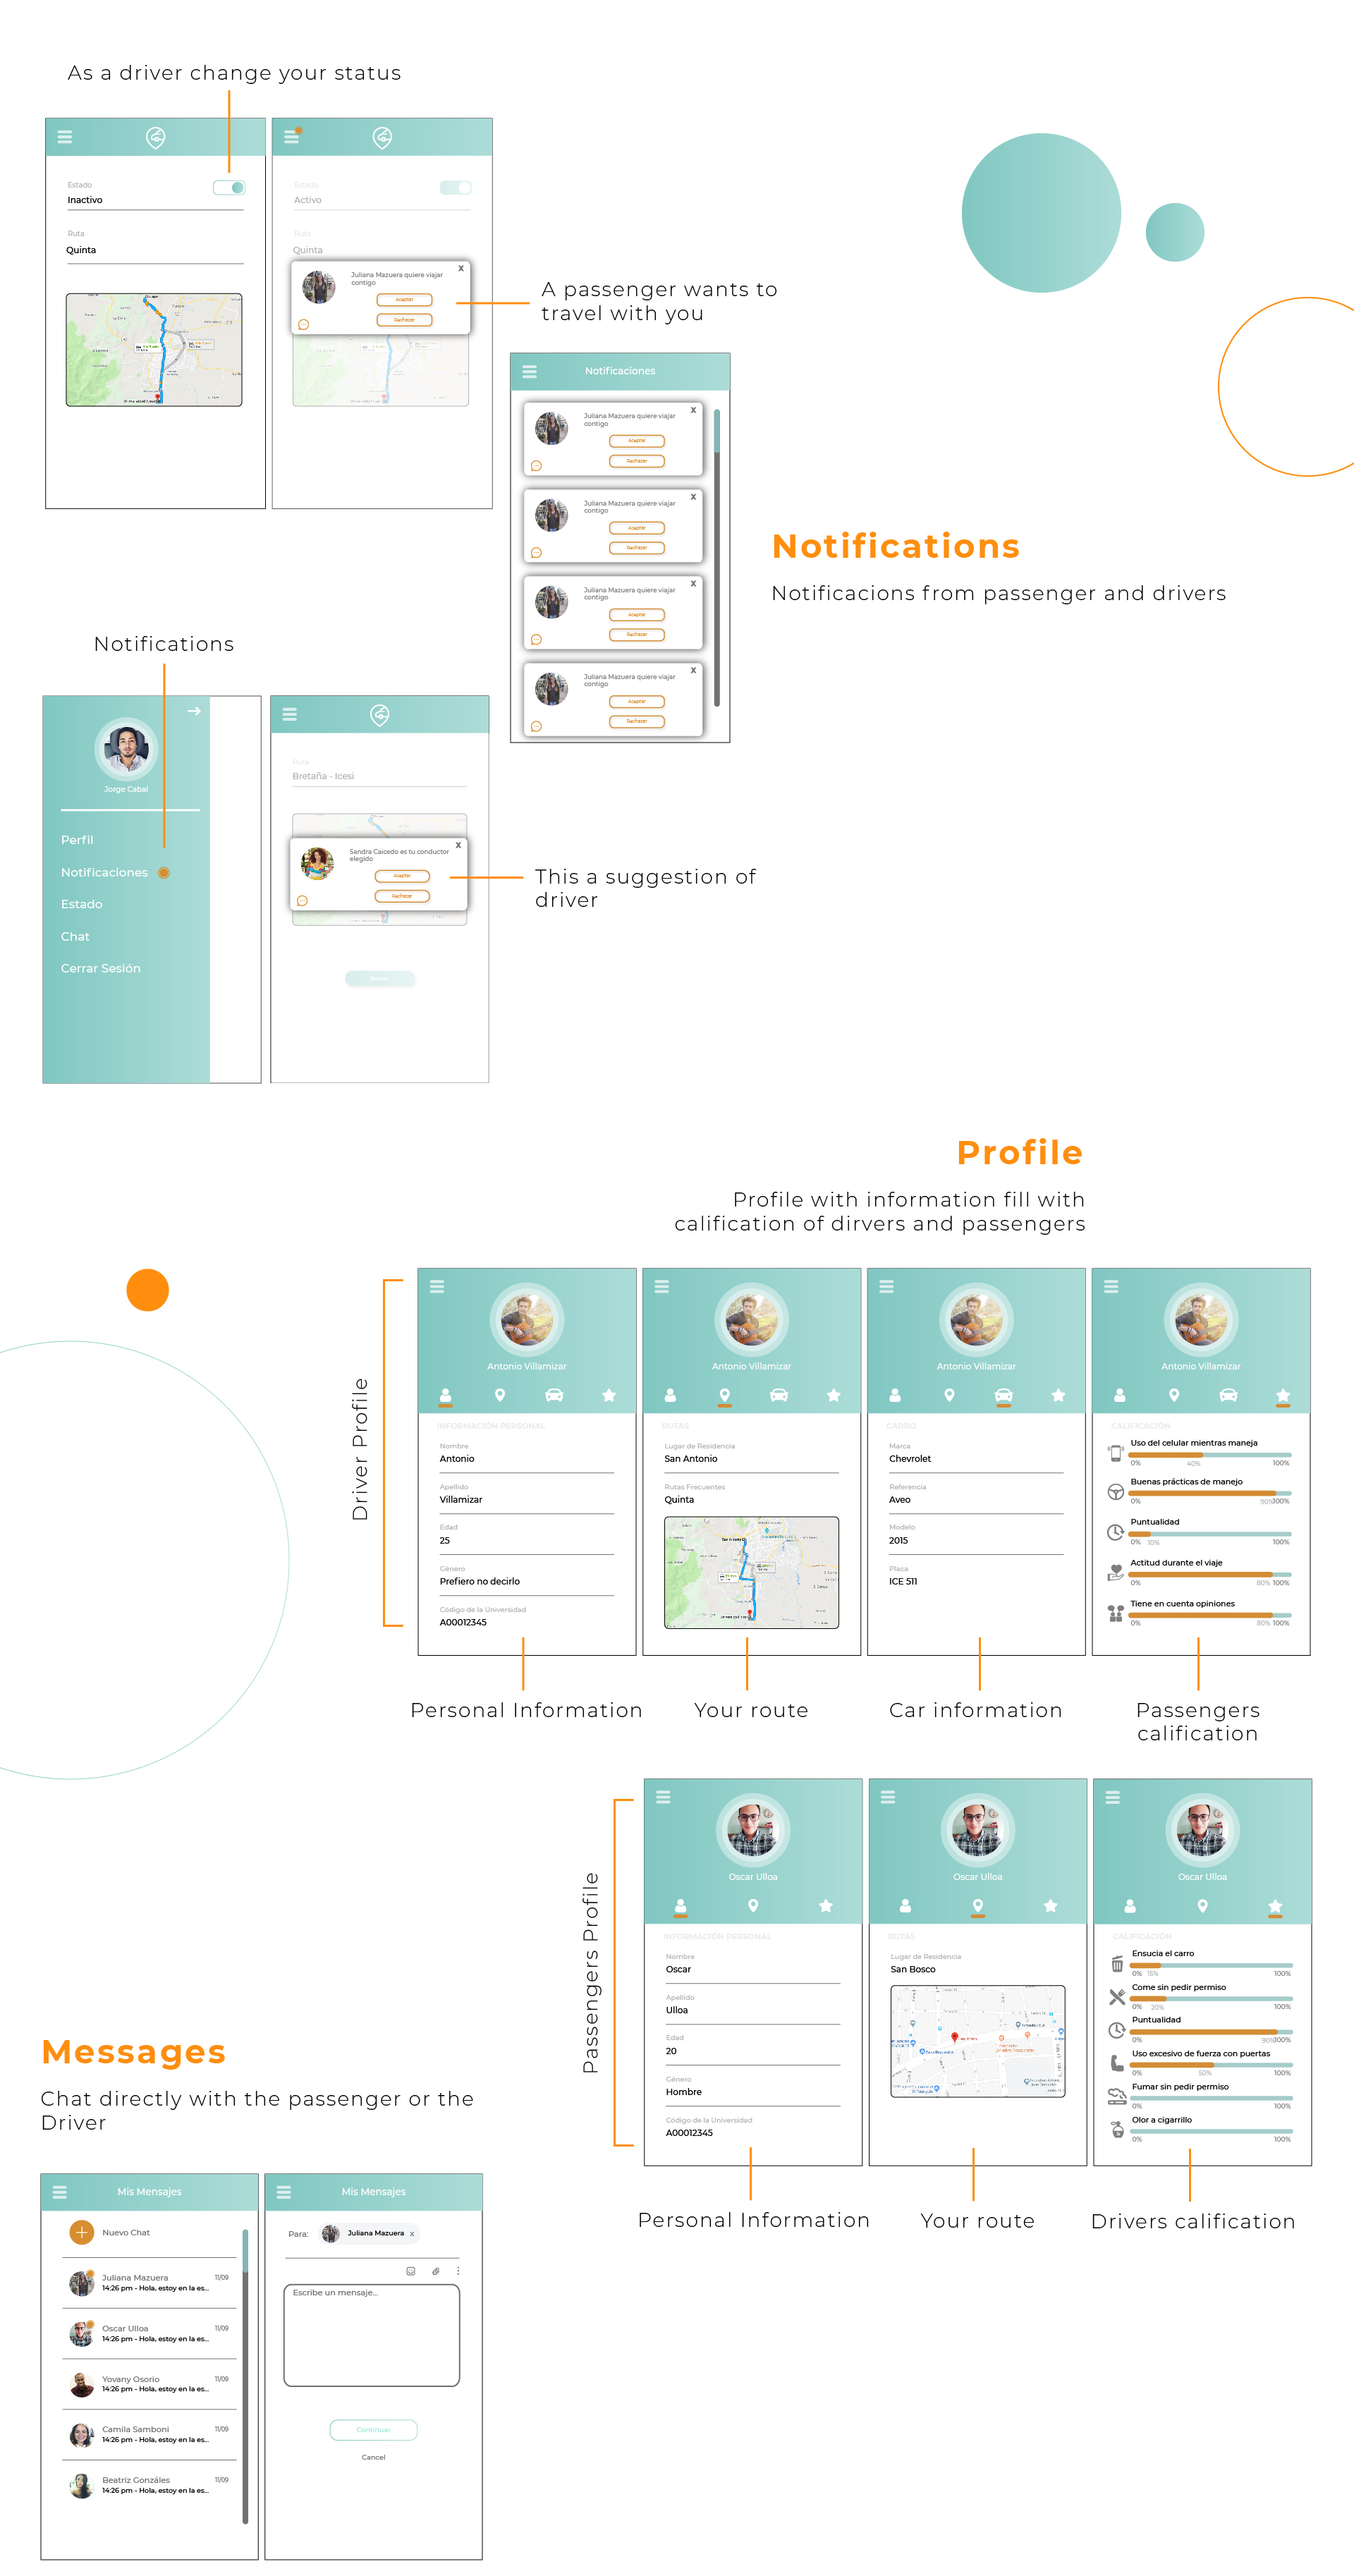 As a driver change your status
Estado
Inactivo
Ruta
Quinta
Estado
Activo
Ruta
Quinta
Juliana Mazuera quiere viajar
contigo
X
Aceptar
Rechazar
A passenger wants to
travel with you
Notificaciones
Juliana Mazuera quiere viajar
contigo
X
Aceptar
Rechazar
Juliana Mazuera quiere viajar
contigo
X
Aceptar
Rechazar
Juliana Mazuera quiere viajar
contigo
X
Aceptar
Rechazar
Juliana Mazuera quiere viajar
contigo
X
Aceptar
Rechazar
Notifications
Notificacions from passenger and drivers
Notifications
Jorge Cabal
Perfil
Notificaciones
Estado
Chat
Cerrar Sesión
Ruta
Bretaña - Icesi
Sandra Caicedo es tu conductor
elegido
X
Aceptar
Rechazar
This a suggestion of
driver
Profile
Profile with information fill with
calification of dirvers and passengers
Driver Profile
Antonio Villamizar
INFORMACIÓN PERSONAL
Nombre
Antonio
Apellido
Villamizar
Edad
25
Género
Prefiero no decirlo
Código de la Universidad
A00012345
Antonio Villamizar
RUTAS
Lugar de Residencia
San Antonio
Rutas Frecuentes
Quinta
Antonio Villamizar
CARRO
Marca
Chevrolet
Referencia
Aveo
Modelo
2015
Placa
ICE 511
Antonio Villamizar
CALIFICACIÓN
Uso del celular mientras maneja
0% 40% 100%
Buenas prácticas de manejo
0% 90% 100%
Puntualidad
0% 10% 100%
Actitud durante el viaje
0% 80% 100%
Tiene en cuenta opiniones
0% 80% 100%
Personal Information
Your route
Car information
Passengers
calification
Passengers Profile
Oscar Ulloa
INFORMACIÓN PERSONAL
Nombre
Oscar
Apellido
Ulloa
Edad
20
Género
Hombre
Código de la Universidad
A00012345
Oscar Ulloa
RUTAS
Lugar de Residencia
San Bosco
Oscar Ulloa
CALIFICACIÓN
Ensucia el carro
0% 15% 100%
Come sin pedir permiso
0% 20% 100%
Puntualidad
0% 90% 100%
Uso excesivo de fuerza con puertas
0% 50% 100%
Fumar sin pedir permiso
0% 100%
Olor a cigarrillo
0% 100%
Personal Information
Your route
Drivers calification
Messages
Chat directly with the passenger or the
Driver
Mis Mensajes
Nuevo Chat
Juliana Mazuera 11/09
14:26 pm - Hola, estoy en la es...
Oscar Ulloa 11/09
14:26 pm - Hola, estoy en la es...
Yovany Osorio 11/09
14:26 pm - Hola, estoy en la es...
Camila Samboni 11/09
14:26 pm - Hola, estoy en la es...
Beatriz Gonzáles 11/09
14:26 pm - Hola, estoy en la es...
Mis Mensajes
Para: Juliana Mazuera x
Escribe un mensaje...
Continuar
Cancel